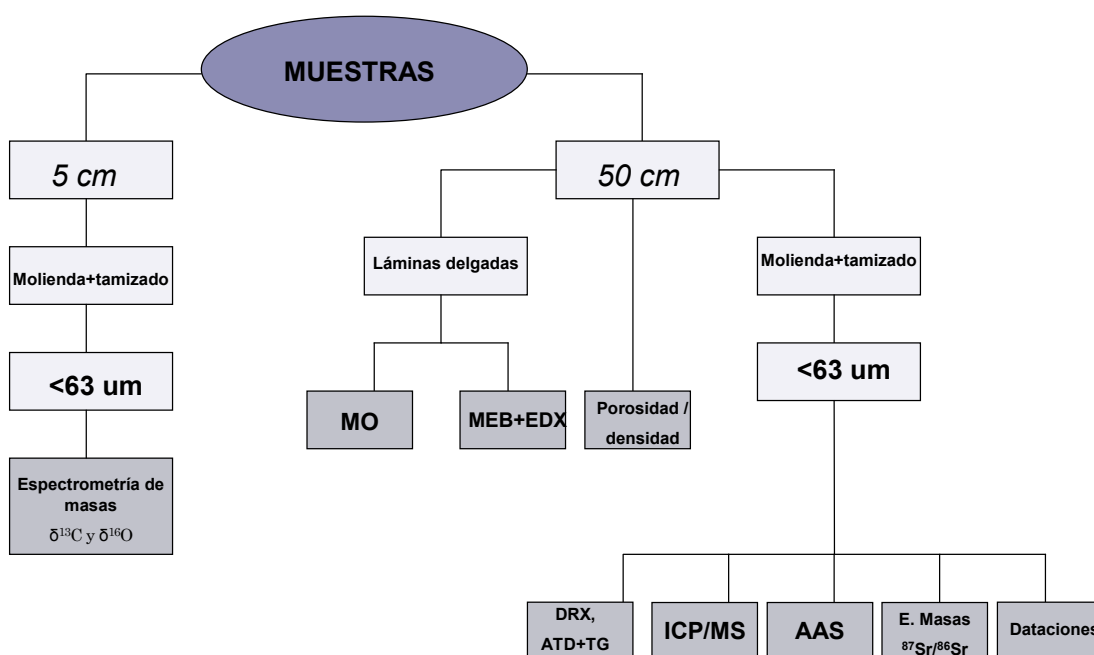 MUESTRAS
5 cm
50 cm
Molienda+tamizado
Láminas delgadas
Molienda+tamizado
<63 um
<63 um
MO
MEB+EDX
Porosidad /
densidad
Espectrometría de
masas
δ¹³C y δ¹⁶O
DRX,
ATD+TG
ICP/MS
AAS
E. Masas
⁸⁷Sr/⁸⁶Sr
Dataciones